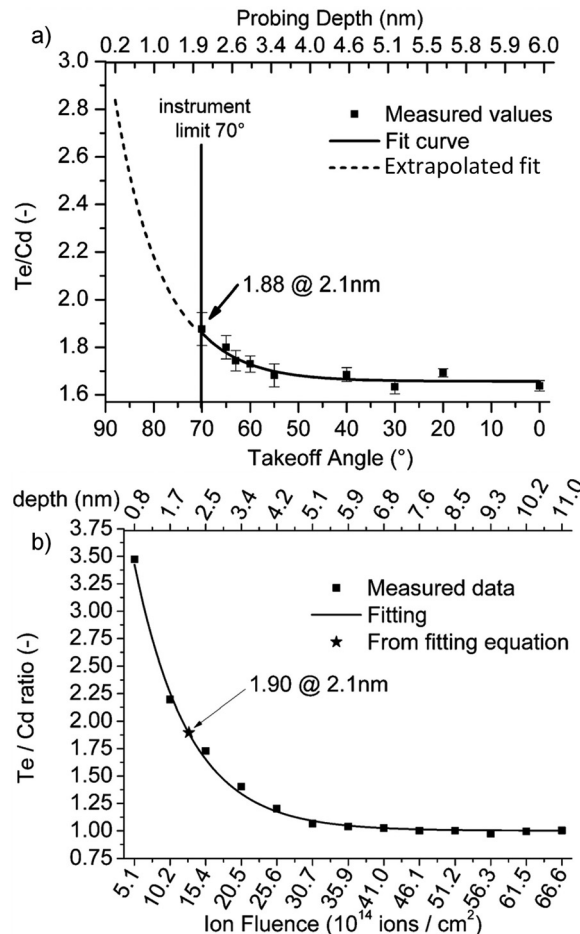 Probing Depth (nm)
0.2 1.0 1.9 2.6 3.4 4.0 4.6 5.1 5.5 5.8 5.9 6.0
a)
3.0
2.8
2.6
2.4
2.2
2.0
1.8
1.6
Te/Cd (-)
instrument
limit 70°
Measured values
Fit curve
Extrapolated fit
1.88 @ 2.1nm
90 80 70 60 50 40 30 20 10 0
Takeoff Angle (°)
depth (nm)
0.8 1.7 2.5 3.4 4.2 5.1 5.9 6.8 7.6 8.5 9.3 10.2 11.0
b)
3.75
3.50
3.25
3.00
2.75
2.50
2.25
2.00
1.75
1.50
1.25
1.00
0.75
Te / Cd ratio (-)
Measured data
Fitting
From fitting equation
1.90 @ 2.1nm
5.1 10.2 15.4 20.5 25.6 30.7 35.9 41.0 46.1 51.2 56.3 61.5 66.6
Ion Fluence (10¹⁴ ions / cm²)